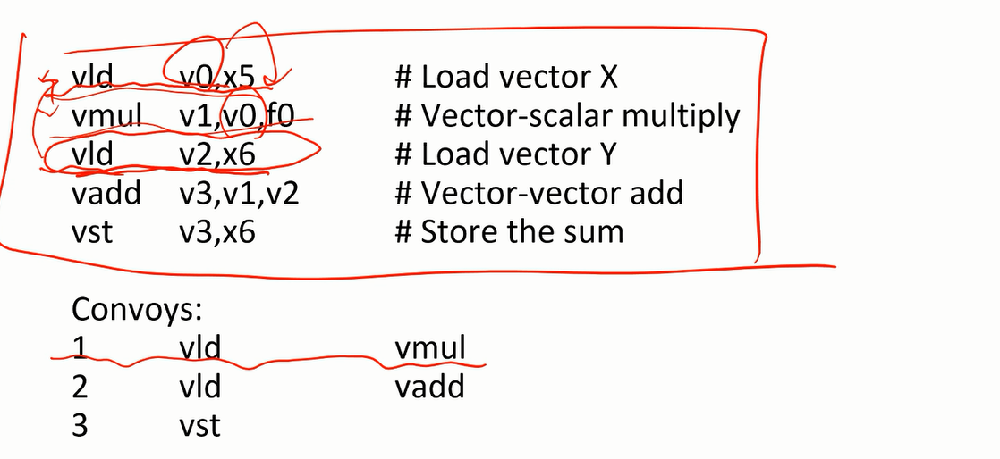 vld v0,x5 # Load vector X
vmul v1,v0,f0 # Vector-scalar multiply
vld v2,x6 # Load vector Y
vadd v3,v1,v2 # Vector-vector add
vst v3,x6 # Store the sum
Convoys:
1 vld vmul
2 vld vadd
3 vst